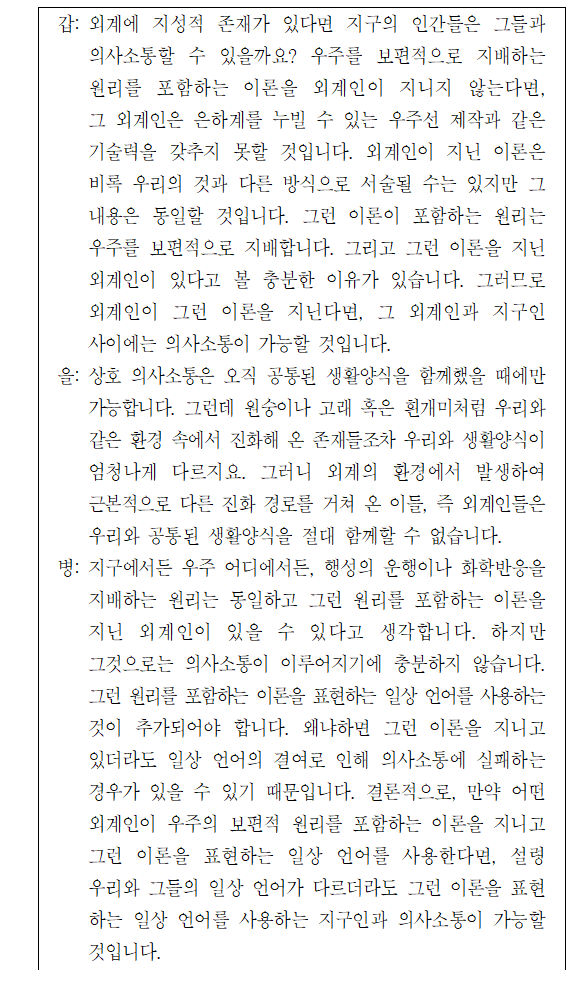 갑: 외계에 지성적 존재가 있다면 지구의 인간들은 그들과
의사소통할 수 있을까요? 우주를 보편적으로 지배하는
원리를 포함하는 이론을 외계인이 지니지 않는다면,
그 외계인은 은하계를 누빌 수 있는 우주선 제작과 같은
기술력을 갖추지 못할 것입니다. 외계인이 지닌 이론은
비록 우리의 것과 다른 방식으로 서술될 수는 있지만 그
내용은 동일할 것입니다. 그런 이론이 포함하는 원리는
우주를 보편적으로 지배합니다. 그리고 그런 이론을 지닌
외계인이 있다고 볼 충분한 이유가 있습니다. 그러므로
외계인이 그런 이론을 지닌다면, 그 외계인과 지구인
사이에는 의사소통이 가능할 것입니다.
을: 상호 의사소통은 오직 공통된 생활양식을 함께했을 때에만
가능합니다. 그런데 원숭이나 고래 혹은 흰개미처럼 우리와
같은 환경 속에서 진화해 온 존재들조차 우리와 생활양식이
엄청나게 다르지요. 그러니 외계의 환경에서 발생하여
근본적으로 다른 진화 경로를 거쳐 온 이들, 즉 외계인들은
우리와 공통된 생활양식을 절대 함께할 수 없습니다.
병: 지구에서든 우주 어디에서든, 행성의 운행이나 화학반응을
지배하는 원리는 동일하고 그런 원리를 포함하는 이론을
지닌 외계인이 있을 수 있다고 생각합니다. 하지만
그것으로는 의사소통이 이루어지기에 충분하지 않습니다.
그런 원리를 포함하는 이론을 표현하는 일상 언어를 사용하는
것이 추가되어야 합니다. 왜냐하면 그런 이론을 지니고
있더라도 일상 언어의 결여로 인해 의사소통에 실패하는
경우가 있을 수 있기 때문입니다. 결론적으로, 만약 어떤
외계인이 우주의 보편적 원리를 포함하는 이론을 지니고
그런 이론을 표현하는 일상 언어를 사용한다면, 설령
우리와 그들의 일상 언어가 다르더라도 그런 이론을 표현
하는 일상 언어를 사용하는 지구인과 의사소통이 가능할
것입니다.